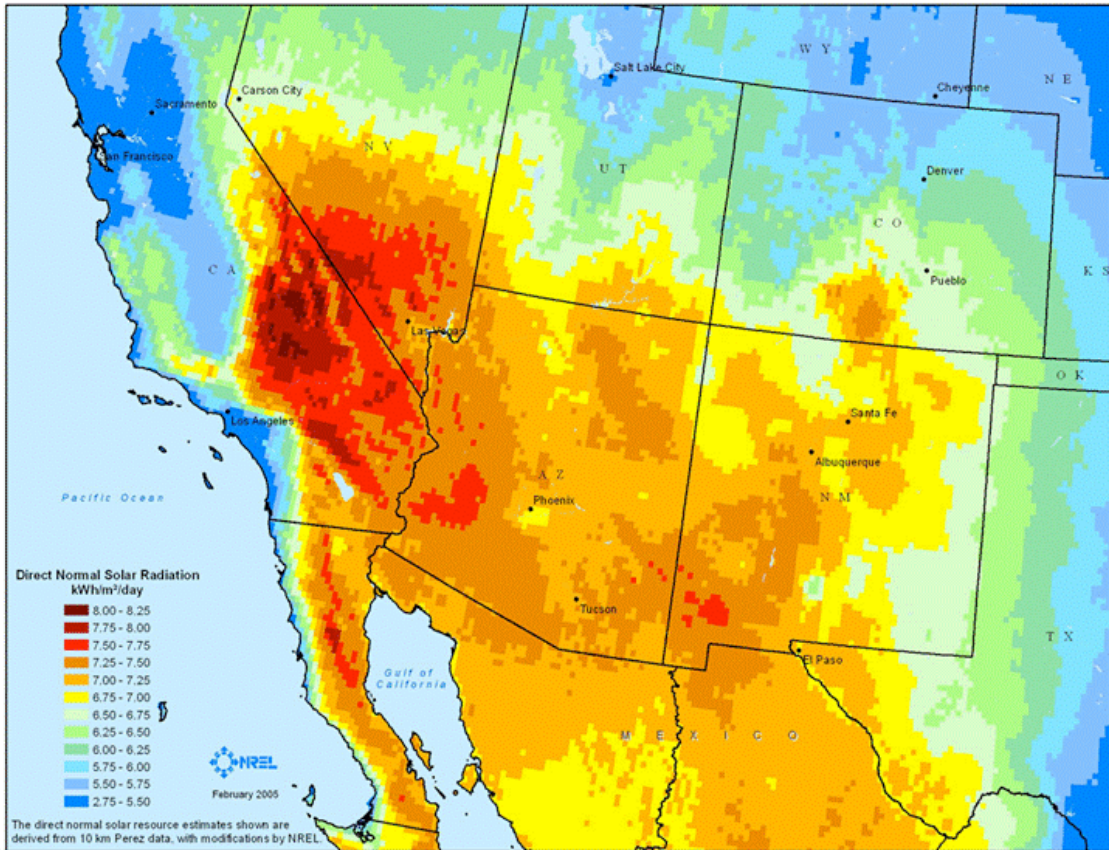 WY
NE
Salt Lake City
Cheyenne
Carson City
Sacramento
San Francisco
NV
UT
Denver
CO
CA
Pueblo
KS
Las Vegas
OK
Los Angeles
Santa Fe
Albuquerque
AZ
NM
Pacific Ocean
Phoenix
Tucson
TX
El Paso
Gulf of
California
MEXICO
Direct Normal Solar Radiation
kWh/m²/day
8.00 - 8.25
7.75 - 8.00
7.50 - 7.75
7.25 - 7.50
7.00 - 7.25
6.75 - 7.00
6.50 - 6.75
6.25 - 6.50
6.00 - 6.25
5.75 - 6.00
5.50 - 5.75
2.75 - 5.50
NREL
February 2005
The direct normal solar resource estimates shown are
derived from 10 km Perez data, with modifications by NREL.